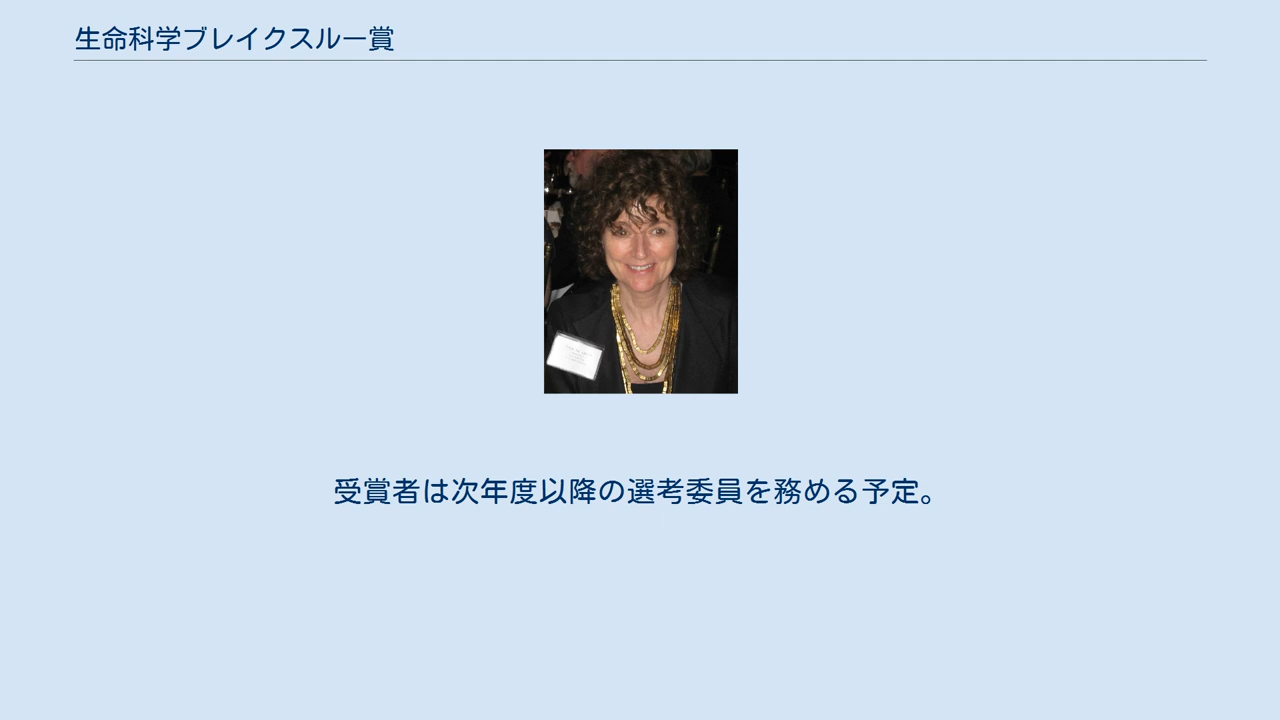 生命科学ブレイクスルー賞
受賞者は次年度以降の選考委員を務める予定。